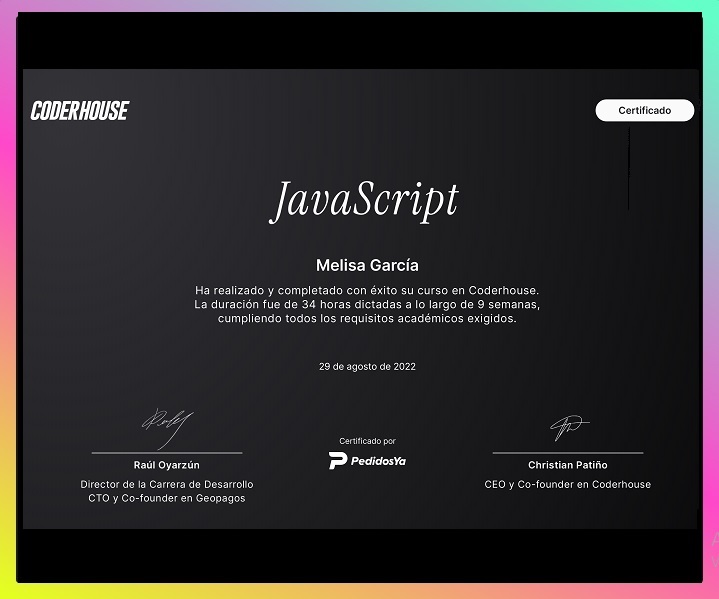 CODERHOUSE
Certificado
JavaScript
Melisa García
Ha realizado y completado con éxito su curso en Coderhouse.
La duración fue de 34 horas dictadas a lo largo de 9 semanas,
cumpliendo todos los requisitos académicos exigidos.
29 de agosto de 2022
Raúl Oyarzún
Director de la Carrera de Desarrollo
CTO y Co-founder en Geopagos
Certificado por
PedidosYa
Christian Patiño
CEO y Co-founder en Coderhouse